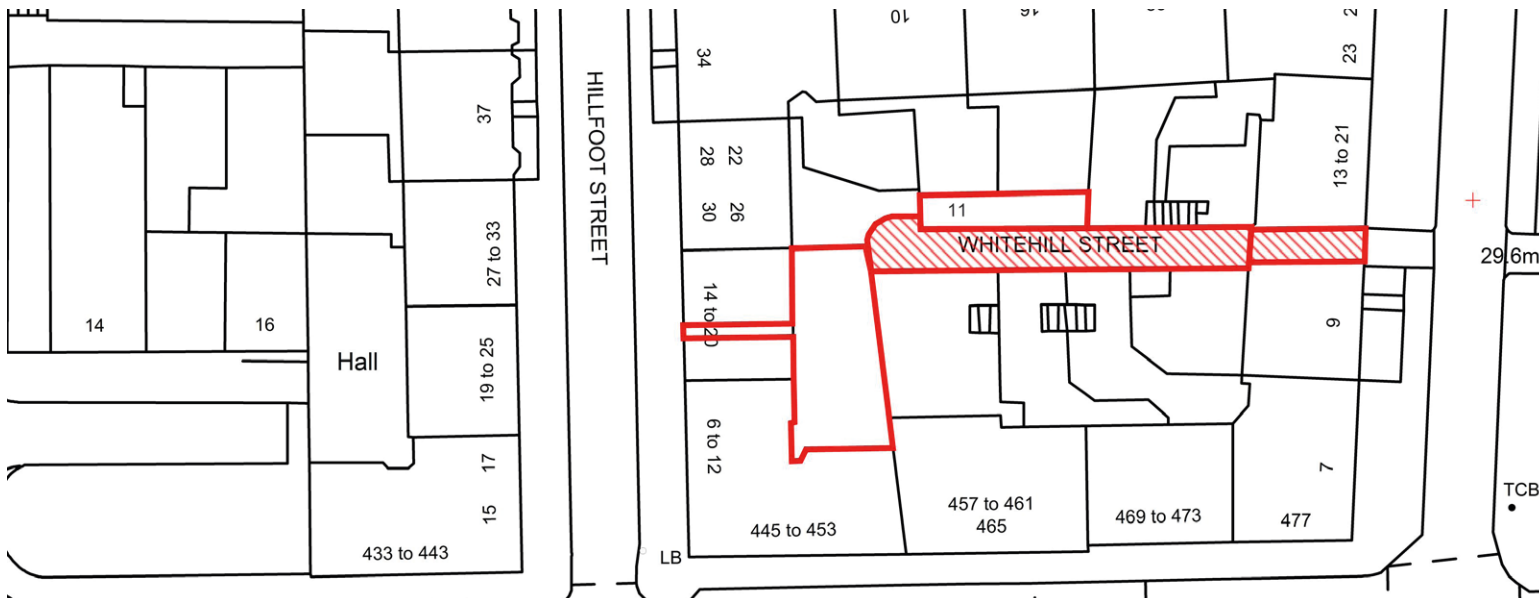 10
16
34
23
37
HILLFOOT STREET
22
28
13 to 21
30
26
11
WHITEHILL STREET
27 to 33
29.6m
14
16
14 to 20
9
Hall
19 to 25
6 to 12
17
7
15
457 to 461
465
469 to 473
477
TCB
445 to 453
433 to 443
LB